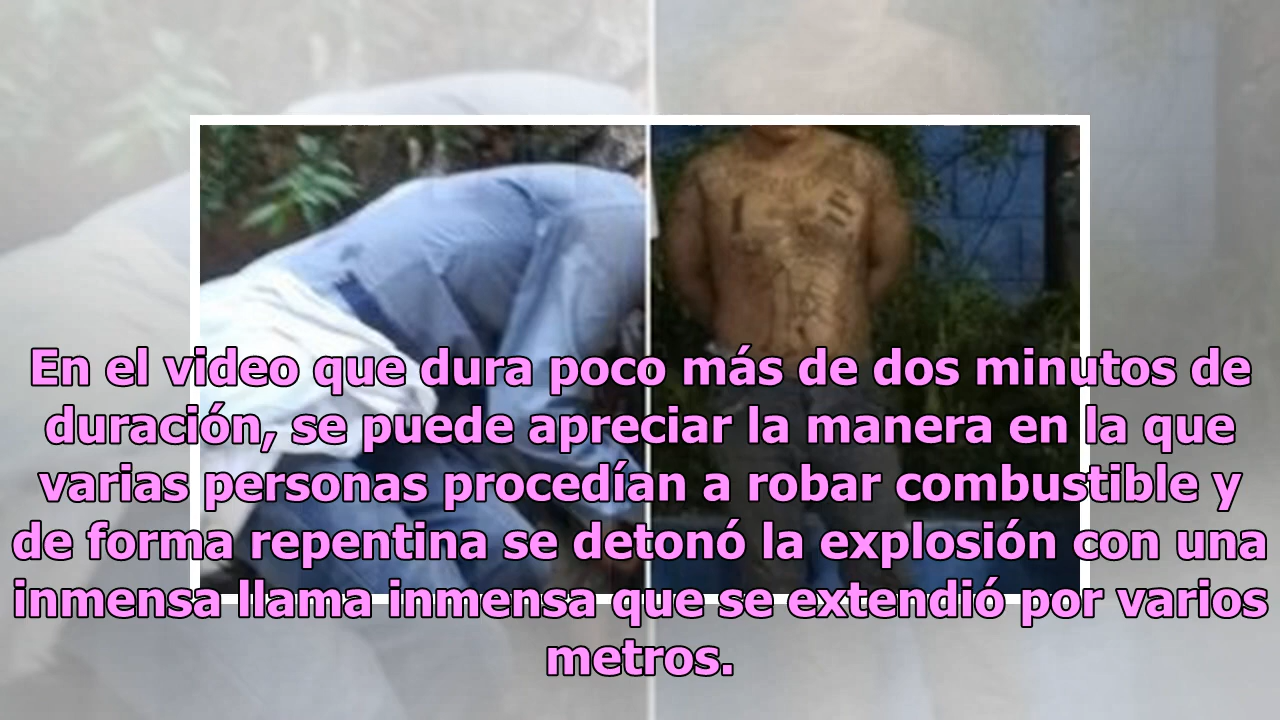 En el video que dura poco más de dos minutos de
duración, se puede apreciar la manera en la que
varias personas procedían a robar combustible y
de forma repentina se detonó la explosión con una
inmensa llama inmensa que se extendió por varios
metros.